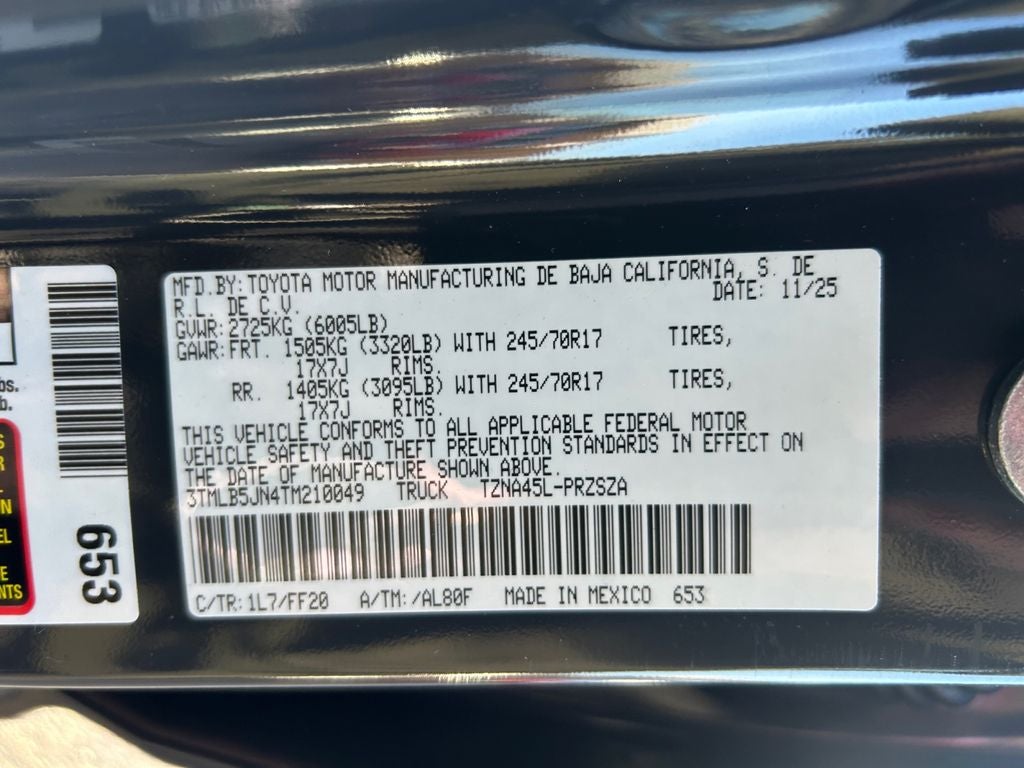 MFD.BY: TOYOTA MOTOR MANUFACTURING DE BAJA CALIFORNIA, S. DE
R.L. DE C.V. DATE: 11/25
GVWR: 2725KG (6005LB)
GAWR: FRT. 1505KG (3320LB) WITH 245/70R17 TIRES,
17X7J RIMS.
RR. 1405KG (3095LB) WITH 245/70R17 TIRES,
17X7J RIMS.
THIS VEHICLE CONFORMS TO ALL APPLICABLE FEDERAL MOTOR
VEHICLE SAFETY AND THEFT PREVENTION STANDARDS IN EFFECT ON
THE DATE OF MANUFACTURE SHOWN ABOVE.
3TMLB5JN4TM210049 TRUCK TZNA45L-PRZSZA
C/TR: 1L7/FF20 A/TM: /AL80F MADE IN MEXICO 653
653